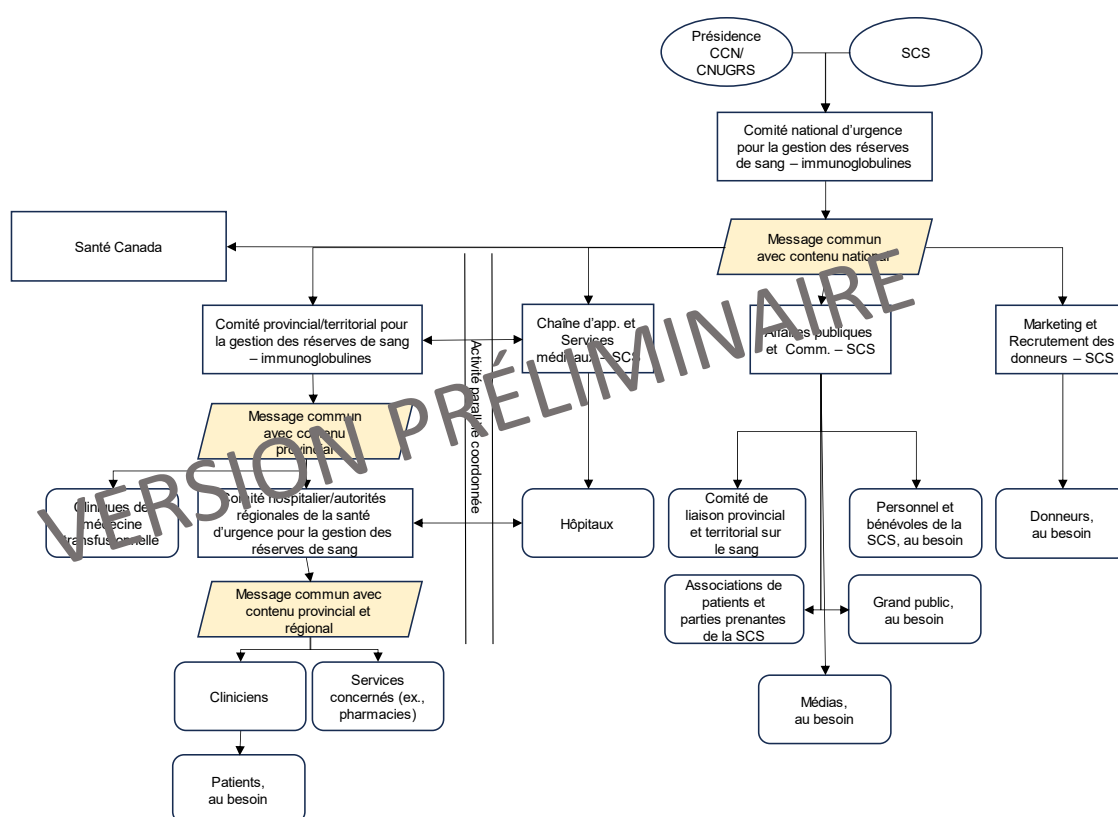 Présidence
CCN/
CNUGRS
SCS
Comité national d'urgence
pour la gestion des réserves
de sang – immunoglobulines
Santé Canada
Message commun
avec contenu national
Comité provincial/territorial pour
la gestion des réserves de sang
– immunoglobulines
Chaîne d'app. et
Services
médicaux – SCS
Affaires publiques
et Comm. – SCS
Marketing et
Recrutement des
donneurs – SCS
Activité parallèle coordonnée
Message commun
avec contenu
provincial
Cliniques de
médecine
transfusionnelle
Comité hospitalier/autorités
régionales de la santé
d'urgence pour la gestion des
réserves de sang
Hôpitaux
Comité de
liaison provincial
et territorial sur
le sang
Personnel et
bénévoles de la
SCS, au besoin
Donneurs,
au besoin
Message commun avec
contenu provincial et
régional
Associations de
patients et
parties prenantes
de la SCS
Grand public,
au besoin
Cliniciens
Services
concernés (ex.,
pharmacies)
Médias,
au besoin
Patients,
au besoin
VERSION PRÉLIMINAIRE